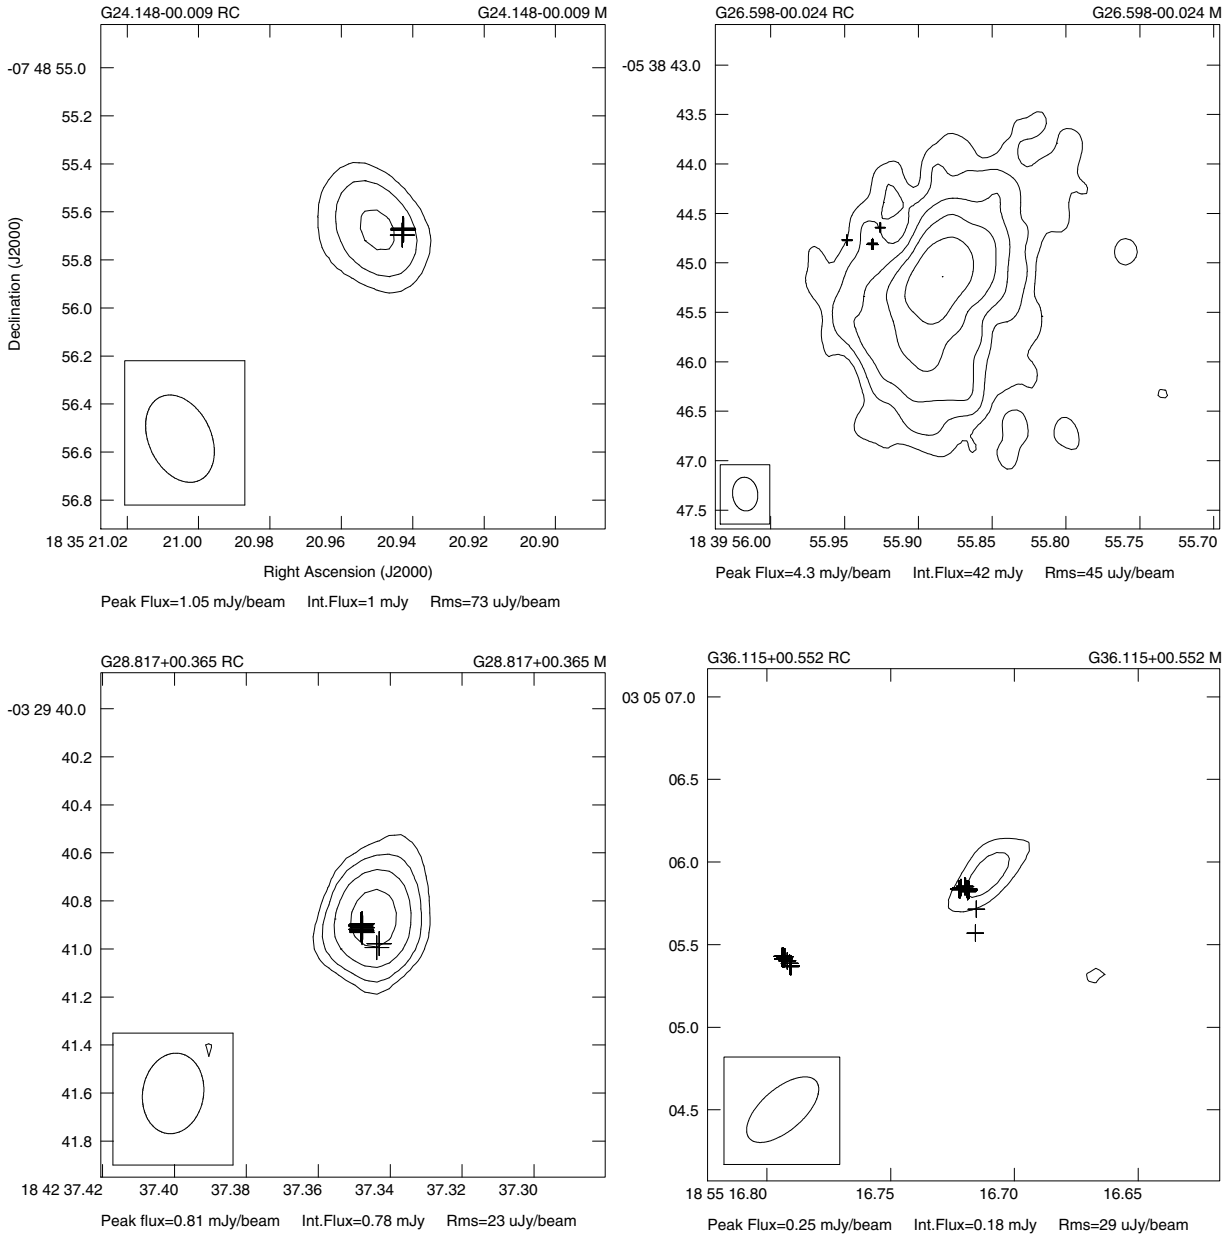 G24.148-00.009 RC G24.148-00.009 M
-07 48 55.0
55.2
55.4
55.6
55.8
56.0
56.2
56.4
56.6
56.8
Declination (J2000)
18 35 21.02 21.00 20.98 20.96 20.94 20.92 20.90
Right Ascension (J2000)
Peak Flux=1.05 mJy/beam Int.Flux=1 mJy Rms=73 uJy/beam
G26.598-00.024 RC G26.598-00.024 M
-05 38 43.0
43.5
44.0
44.5
45.0
45.5
46.0
46.5
47.0
47.5
18 39 56.00 55.95 55.90 55.85 55.80 55.75 55.70
Peak Flux=4.3 mJy/beam Int.Flux=42 mJy Rms=45 uJy/beam
G28.817+00.365 RC G28.817+00.365 M
-03 29 40.0
40.2
40.4
40.6
40.8
41.0
41.2
41.4
41.6
41.8
18 42 37.42 37.40 37.38 37.36 37.34 37.32 37.30
Peak flux=0.81 mJy/beam Int.Flux=0.78 mJy Rms=23 uJy/beam
G36.115+00.552 RC G36.115+00.552 M
03 05 07.0
06.5
06.0
05.5
05.0
04.5
18 55 16.80 16.75 16.70 16.65
Peak Flux=0.25 mJy/beam Int.Flux=0.18 mJy Rms=29 uJy/beam